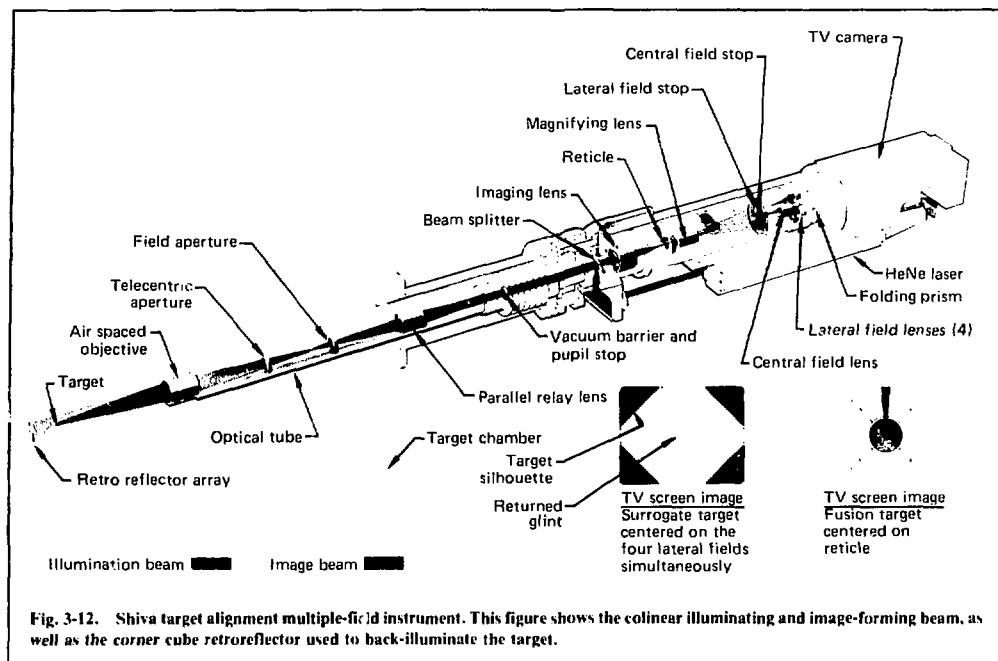 TV camera
Central field stop
Lateral field stop
Magnifying lens
Reticle
Imaging lens
Beam splitter
Field aperture
Telecentric
aperture
Air spaced
objective
Target
HeNe laser
Folding prism
Lateral field lenses (4)
Central field lens
Vacuum barrier and
pupil stop
Parallel relay lens
Optical tube
Target chamber
Retro reflector array
Target
silhouette
Returned
glint
TV screen image
Surrogate target
centered on the
four lateral fields
simultaneously
TV screen image
Fusion target
centered on
reticle
Illumination beam
Image beam
Fig. 3-12. Shiva target alignment multiple-field instrument. This figure shows the colinear illuminating and image-forming beam, as
well as the corner cube retroreflector used to back-illuminate the target.